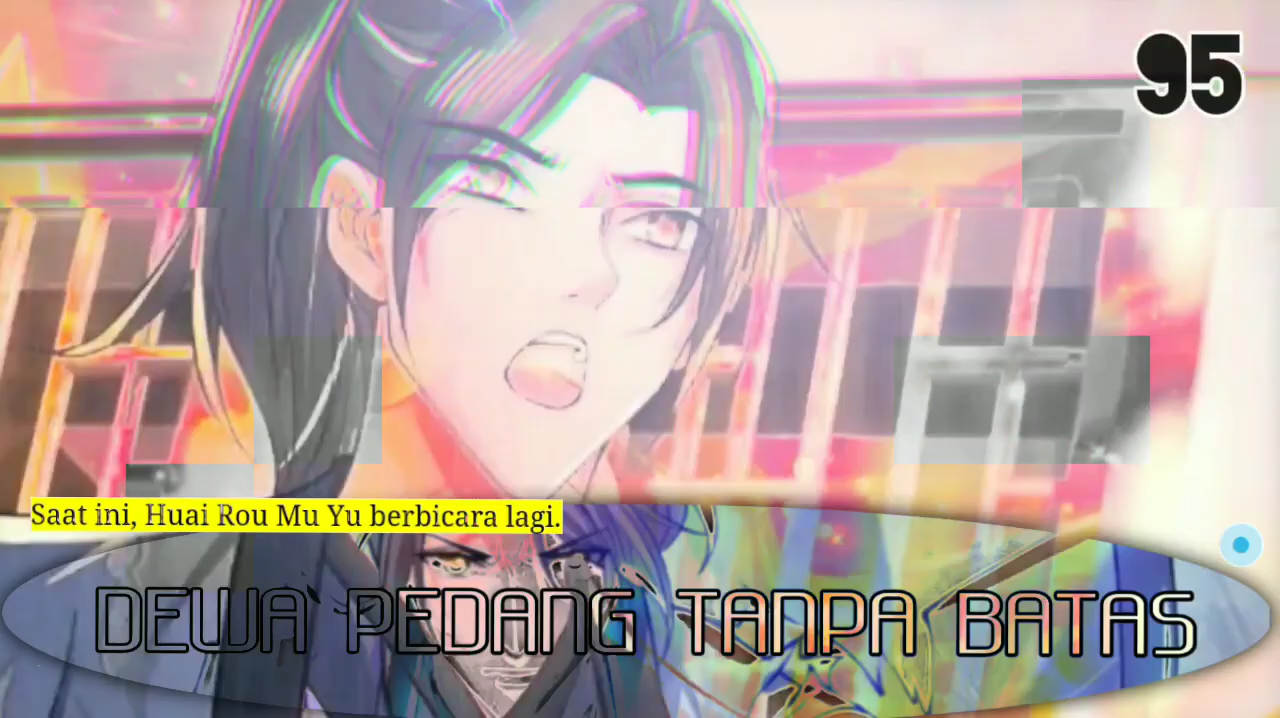 95
Saat ini, Huai Rou Mu Yu berbicara lagi.
DEWA PEDANG TANPA BATAS